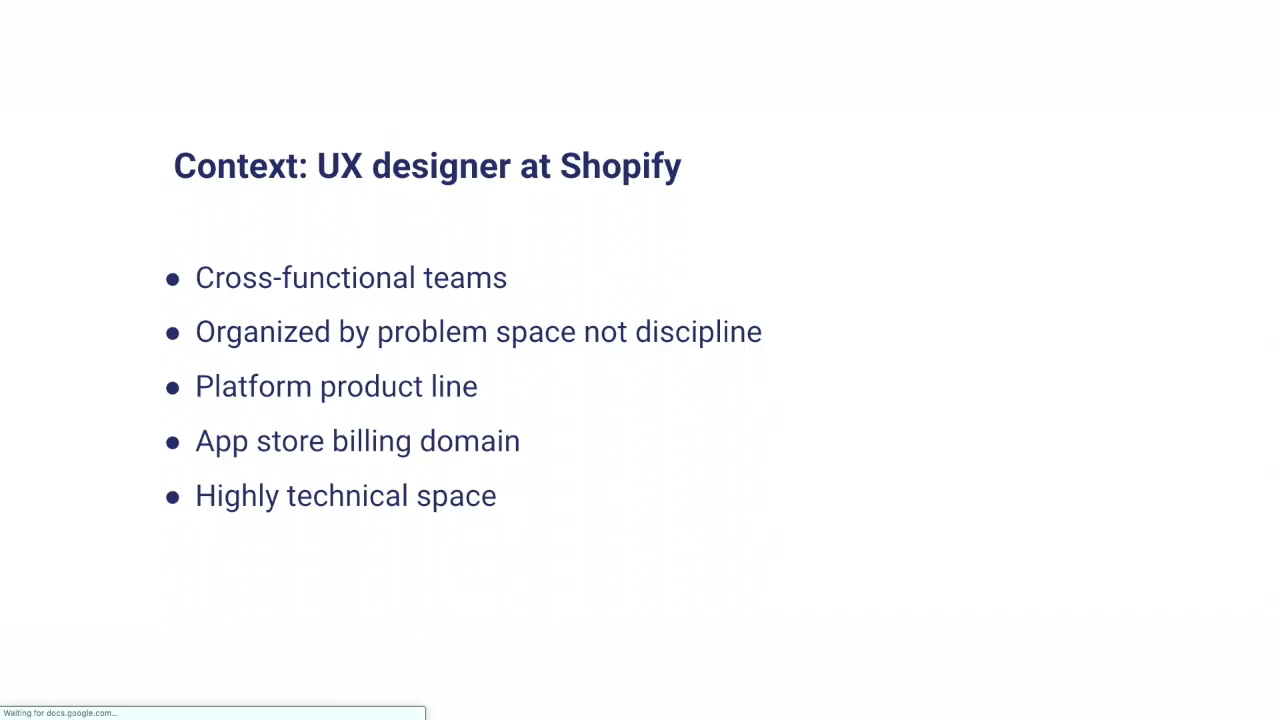 Context: UX designer at Shopify
● Cross-functional teams
● Organized by problem space not discipline
● Platform product line
● App store billing domain
● Highly technical space
Waiting for docs.google.com...